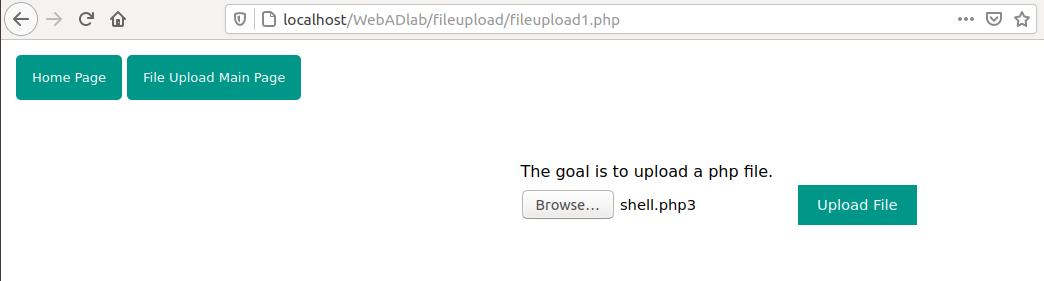 localhost/WebADlab/fileupload/fileupload1.php
Home Page File Upload Main Page
The goal is to upload a php file.
Browse... shell.php3 Upload File